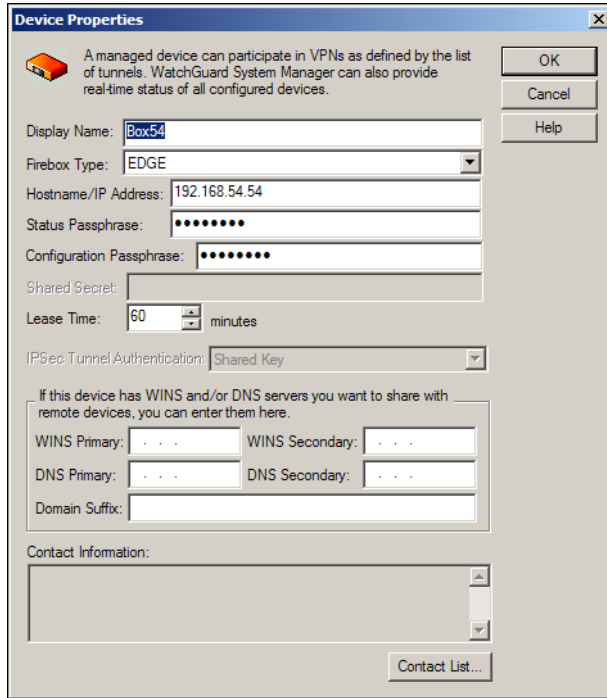 Device Properties
A managed device can participate in VPNs as defined by the list
of tunnels. WatchGuard System Manager can also provide
real-time status of all configured devices.
OK
Cancel
Help
Display Name: Box54
Firebox Type: EDGE
Hostname/IP Address: 192.168.54.54
Status Passphrase: ●●●●●●●●
Configuration Passphrase: ●●●●●●●●
Shared Secret:
Lease Time: 60 minutes
IPSec Tunnel Authentication: Shared Key
If this device has WINS and/or DNS servers you want to share with
remote devices, you can enter them here.
WINS Primary: . . . WINS Secondary: . . .
DNS Primary: . . . DNS Secondary: . . .
Domain Suffix:
Contact Information:
Contact List...